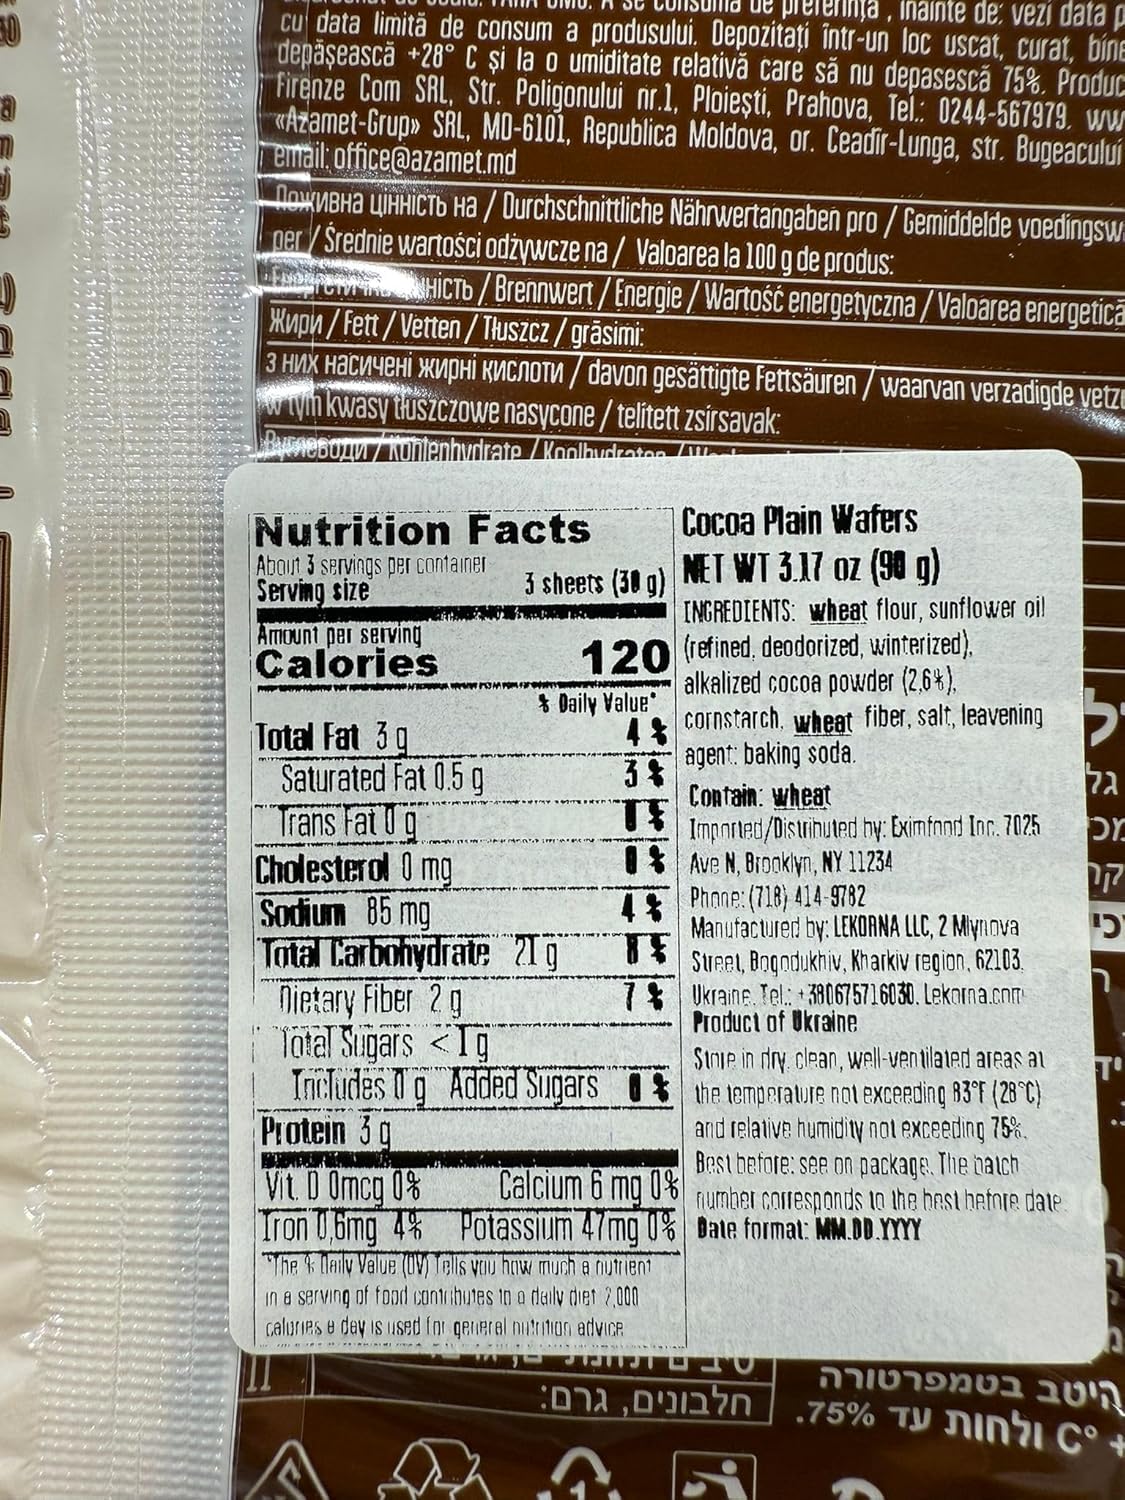 cu data limită de consum a produsului. Depozitați într-un loc uscat, curat, bine
depășească +28° C și la o umiditate relativă care să nu depasescă 75%. Produc
Firenze Com SRL, Str. Poligonului nr.1, Ploiești, Prahova, Tel.: 0244-567979. ww
«Azamet-Grup» SRL, MD-6101, Republica Moldova, or. Ceadîr-Lunga, str. Bugeacului
email: office@azamet.md
Поживна цінність на / Durchschnittliche Nährwertangaben pro / Gemiddelde voedingsw
per / Średnie wartości odżywcze na / Valoarea la 100 g de produs:
/ Brennwert / Energie / Wartość energetyczna / Valoarea energetică
Жири / Fett / Vetten / Tłuszcz / grăsimi:
з них насичені жирні кислоти / davon gesättigte Fettsäuren / waarvan verzadigde vetz
w tym kwasy tłuszczowe nasycone / telített zsírsavak:
Nutrition Facts
About 3 servings per container
Serving size 3 sheets (30 g)
Amount per serving
Calories 120
% Daily Value*
Total Fat 3 g 4 %
Saturated Fat 0.5 g 3 %
Trans Fat 0 g 0 %
Cholesterol 0 mg 0 %
Sodium 85 mg 4 %
Total Carbohydrate 21 g 8 %
Dietary Fiber 2 g 7 %
Total Sugars <1 g
Includes 0 g Added Sugars 0 %
Protein 3 g
Vit. D 0mcg 0% Calcium 6 mg 0%
Iron 0,6mg 4% Potassium 47mg 0%
*The % Daily Value (DV) Tells you how much a nutrient
in a serving of food contributes to a daily diet 2,000
calories a day is used for general nutrition advice
Cocoa Plain Wafers
NET WT 3.17 oz (90 g)
INGREDIENTS: wheat flour, sunflower oil
(refined, deodorized, winterized),
alkalized cocoa powder (2,6%),
cornstarch, wheat fiber, salt, leavening
agent: baking soda.
Contain: wheat
Imported/Distributed by: Eximfood Inc. 7025
Ave N, Brooklyn, NY 11234
Phone: (718) 414-9782
Manufactured by: LEKORNA LLC, 2 Mlynova
Street, Bogodukhiv, Kharkiv region, 62103.
Ukraine. Tel.: +380675716030. Lekorna.com
Product of Ukraine
Store in dry, clean, well-ventilated areas at
the temperature not exceeding 83°F (28°C)
and relative humidity not exceeding 75%.
Best before: see on package. The batch
number corresponds to the best before date.
Date format: MM.DD.YYYY
חלבונים, גרם:
היטב בטמפרטורה
+ °C ולחות עד 75%.